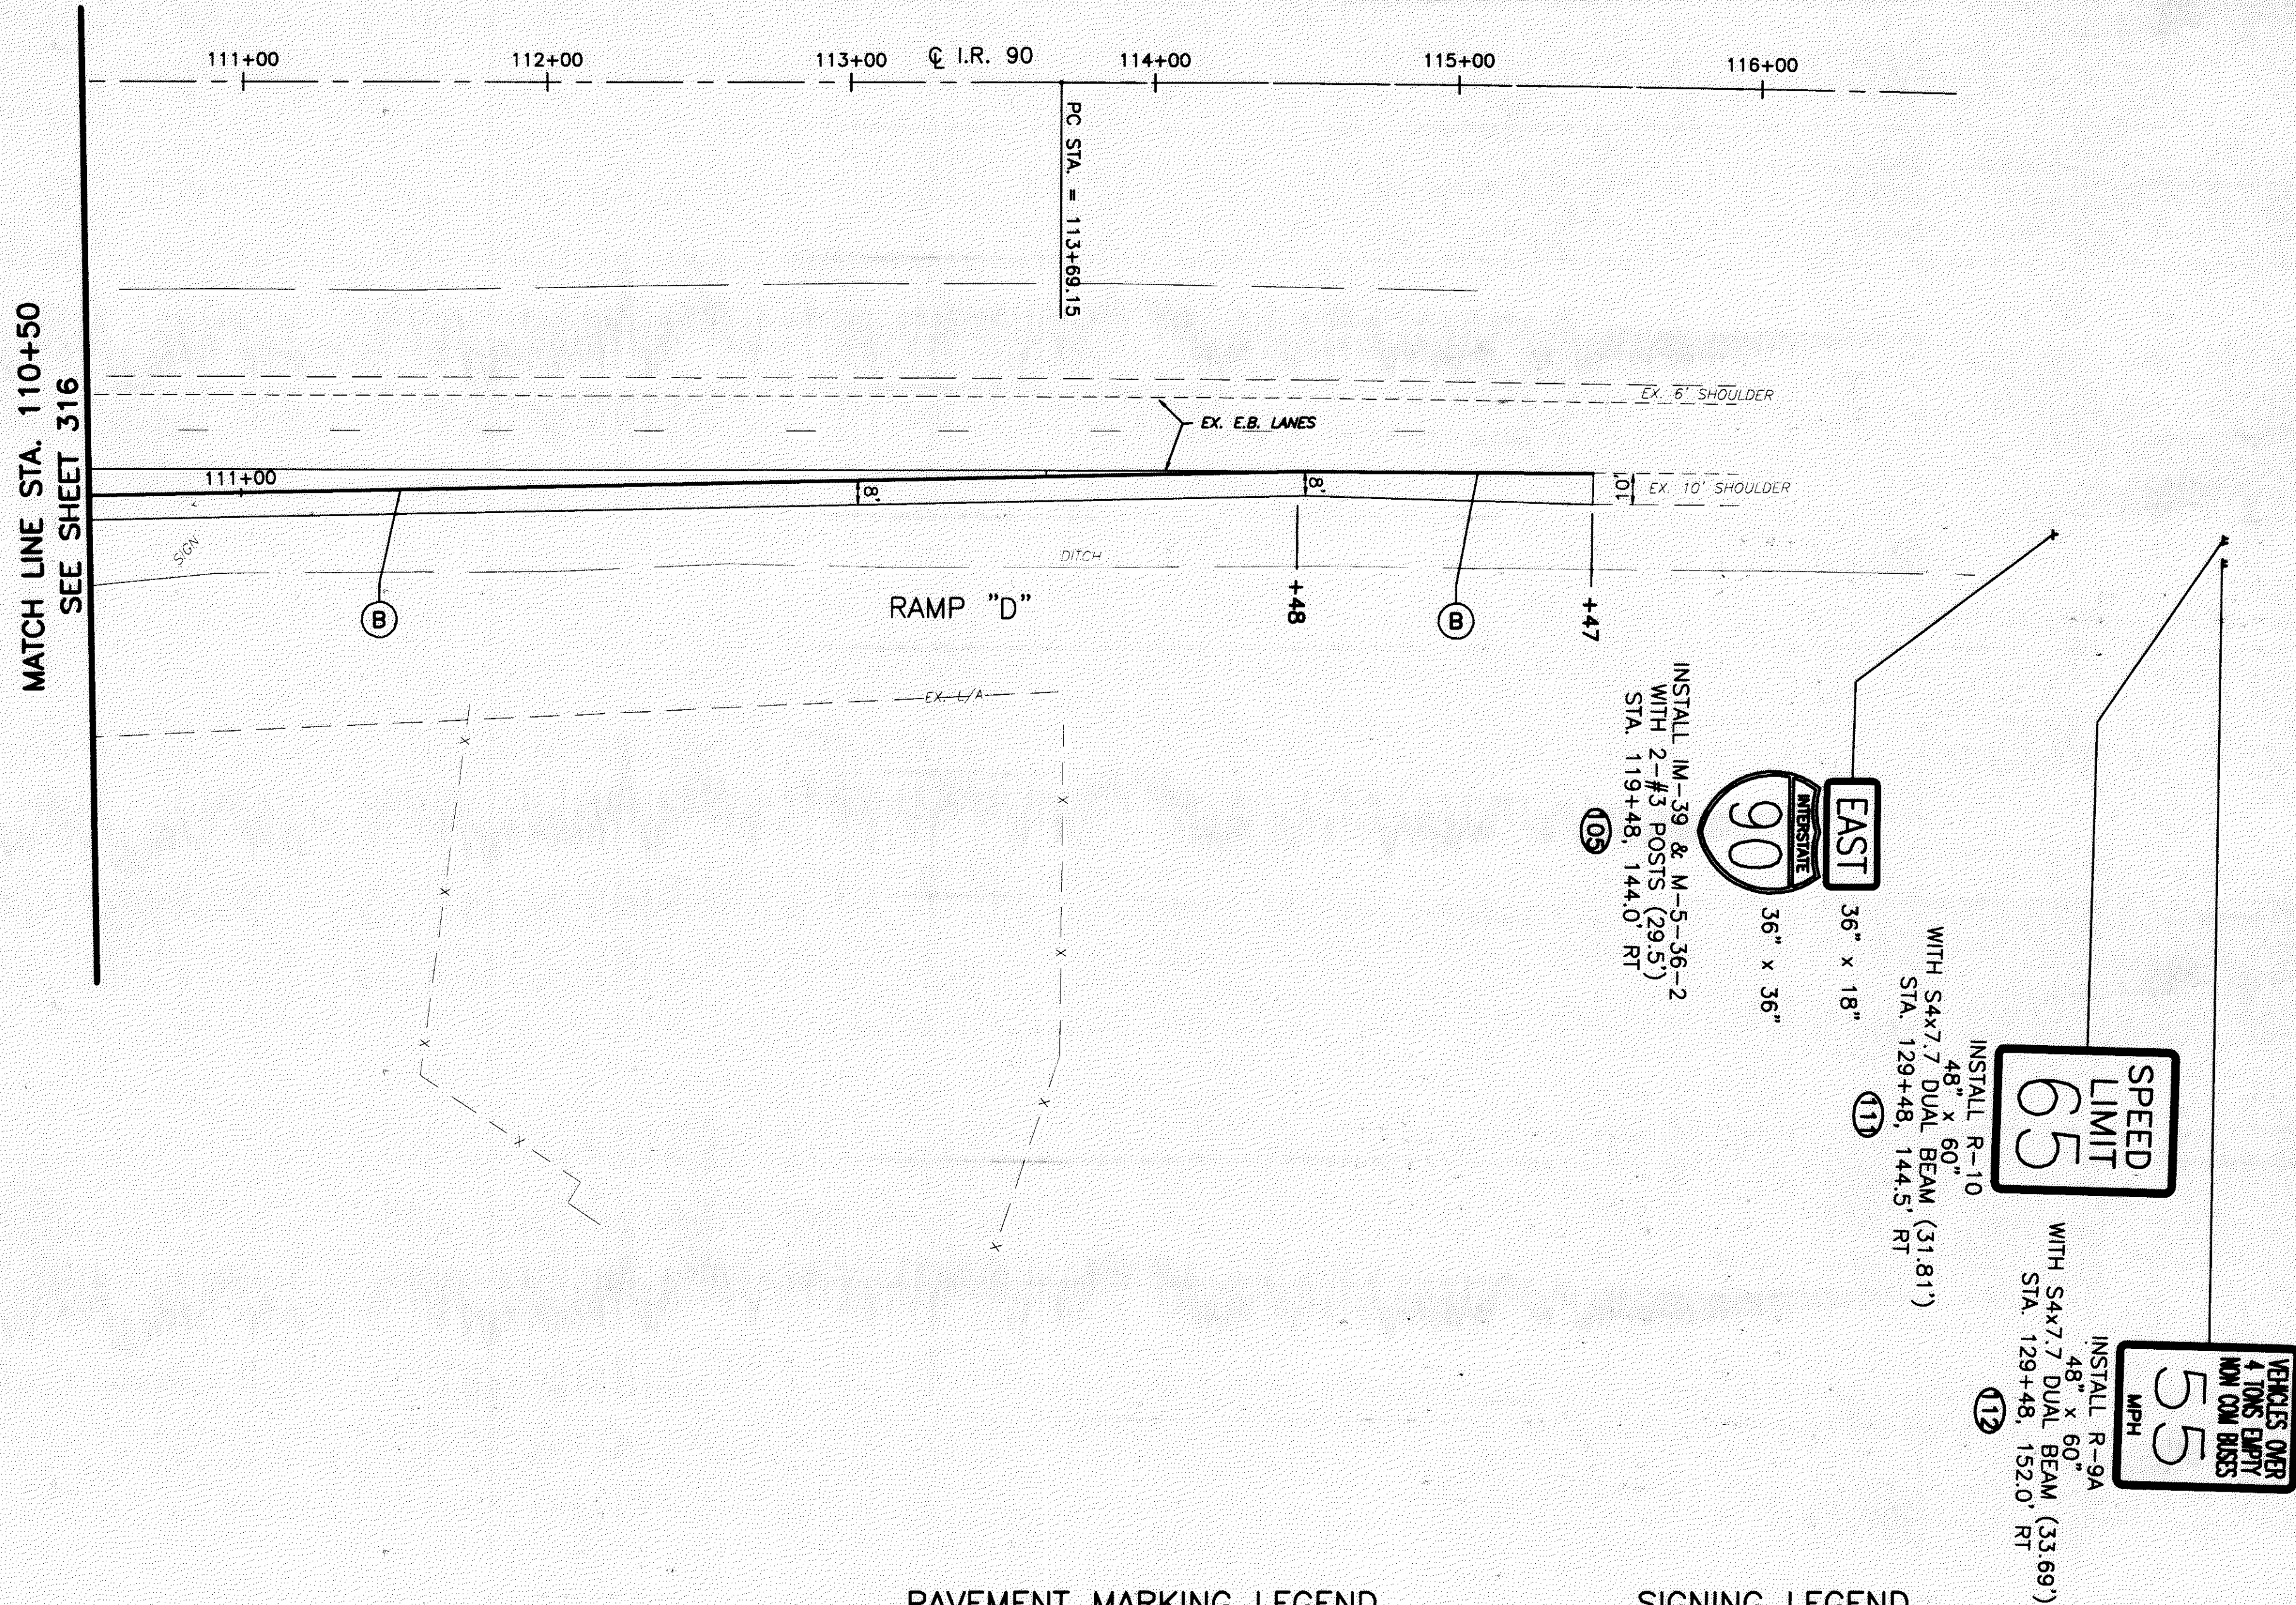 111+00
112+00
113+00
℄ I.R. 90
114+00
115+00
116+00
PC STA. = 113+69.15
MATCH LINE STA. 110+50
SEE SHEET 316
EX. 6' SHOULDER
EX. E.B. LANES
111+00
8'
8'
10'
EX. 10' SHOULDER
SIGN
DITCH
B
RAMP "D"
+48
B
+47
EX. L/A
INSTALL IM-39 & M-5-36-2
WITH 2-#3 POSTS (29.5')
STA. 119+48, 144.0' RT
105
EAST
INTERSTATE
90
36" x 18"
36" x 36"
SPEED
LIMIT
65
INSTALL R-10
48" x 60"
WITH S4x7.7 DUAL BEAM (31.81')
STA. 129+48, 144.5' RT
111
VEHICLES OVER
4 TONS EMPTY
NON COM BUSES
55
MPH
INSTALL R-9A
48" x 60"
WITH S4x7.7 DUAL BEAM (33.69')
STA. 129+48, 152.0' RT
112
PAVEMENT MARKING LEGEND
SIGNING LEGEND